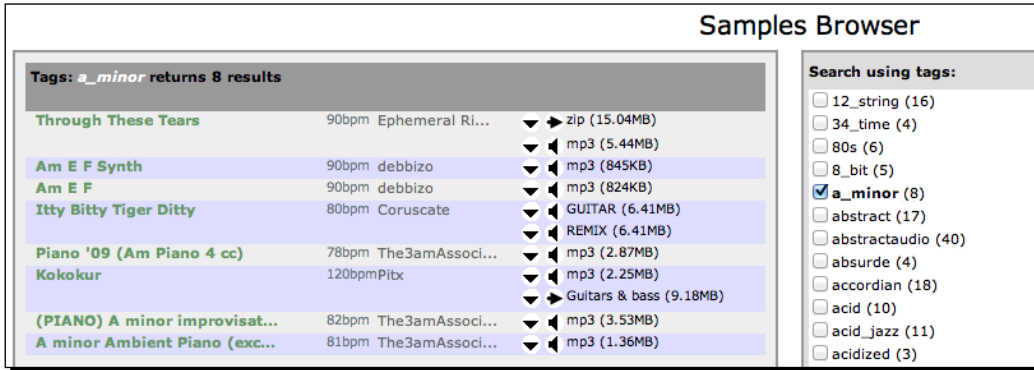 Samples Browser
Tags: a_minor returns 8 results
Through These Tears 90bpm Ephemeral Ri... zip (15.04MB)
mp3 (5.44MB)
Am E F Synth 90bpm debbizo mp3 (845KB)
Am E F 90bpm debbizo mp3 (824KB)
Itty Bitty Tiger Ditty 80bpm Coruscate GUITAR (6.41MB)
REMIX (6.41MB)
Piano '09 (Am Piano 4 cc) 78bpm The3amAssoci... mp3 (2.87MB)
Kokokur 120bpmPitx mp3 (2.25MB)
Guitars & bass (9.18MB)
(PIANO) A minor improvisat... 82bpm The3amAssoci... mp3 (3.53MB)
A minor Ambient Piano (exc... 81bpm The3amAssoci... mp3 (1.36MB)
Search using tags:
12_string (16)
34_time (4)
80s (6)
8_bit (5)
a_minor (8)
abstract (17)
abstractaudio (40)
absurde (4)
accordian (18)
acid (10)
acid_jazz (11)
acidized (3)